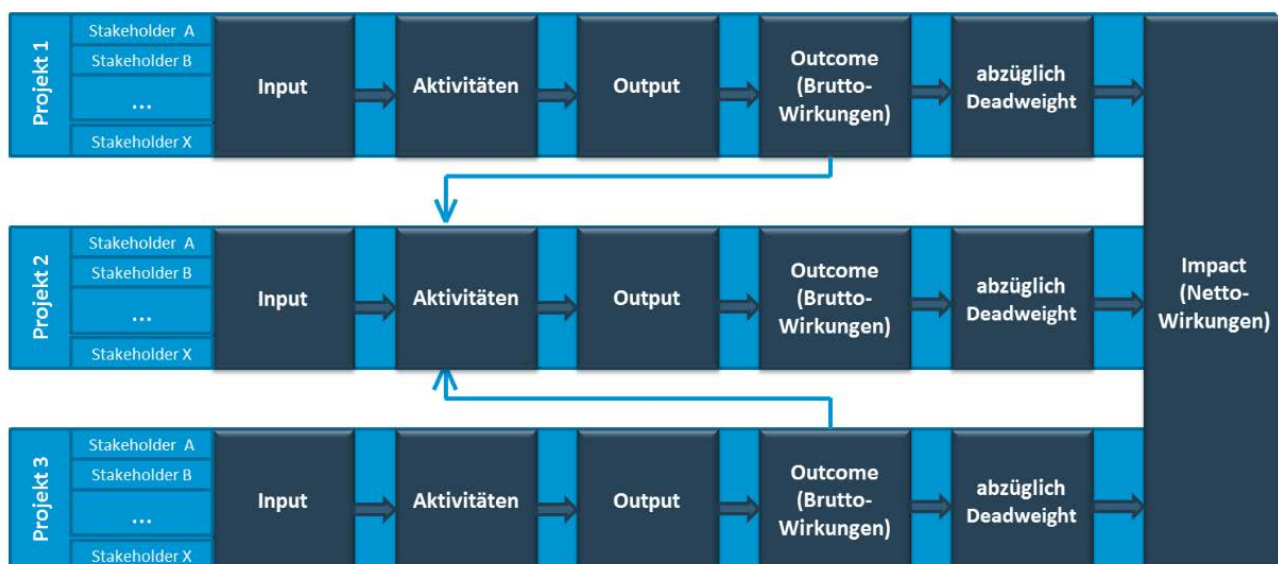 Projekt 1
Stakeholder A
Stakeholder B
...
Stakeholder X
Input
Aktivitäten
Output
Outcome
(Brutto-
Wirkungen)
abzüglich
Deadweight
Projekt 2
Stakeholder A
Stakeholder B
...
Stakeholder X
Input
Aktivitäten
Output
Outcome
(Brutto-
Wirkungen)
abzüglich
Deadweight
Impact
(Netto-
Wirkungen)
Projekt 3
Stakeholder A
Stakeholder B
...
Stakeholder X
Input
Aktivitäten
Output
Outcome
(Brutto-
Wirkungen)
abzüglich
Deadweight